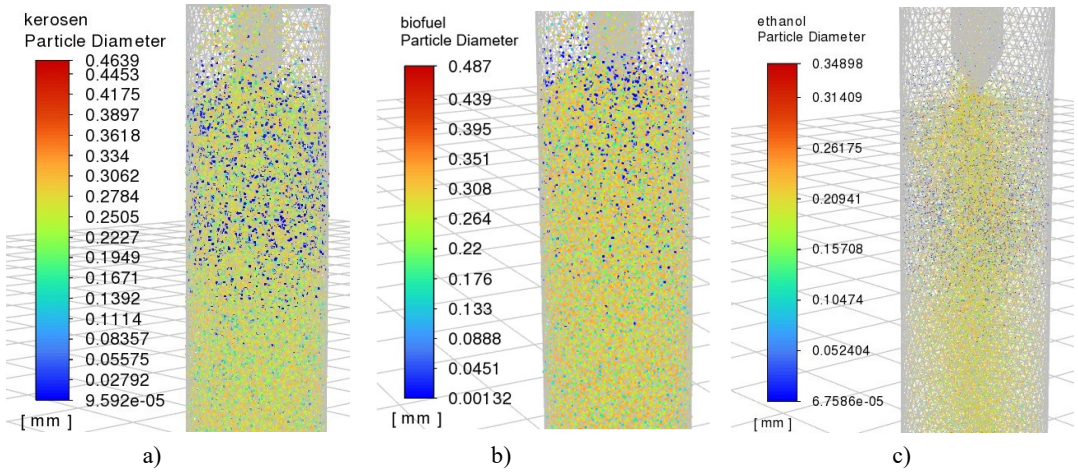 kerosen
Particle Diameter
0.4639
0.4453
0.4175
0.3897
0.3618
0.334
0.3062
0.2784
0.2505
0.2227
0.1949
0.1671
0.1392
0.1114
0.08357
0.05575
0.02792
9.592e-05
[ mm ]
a)
biofuel
Particle Diameter
0.487
0.439
0.395
0.351
0.308
0.264
0.22
0.176
0.133
0.0888
0.0451
0.00132
[ mm ]
b)
ethanol
Particle Diameter
0.34898
0.31409
0.26175
0.20941
0.15708
0.10474
0.052404
6.7586e-05
[ mm ]
c)